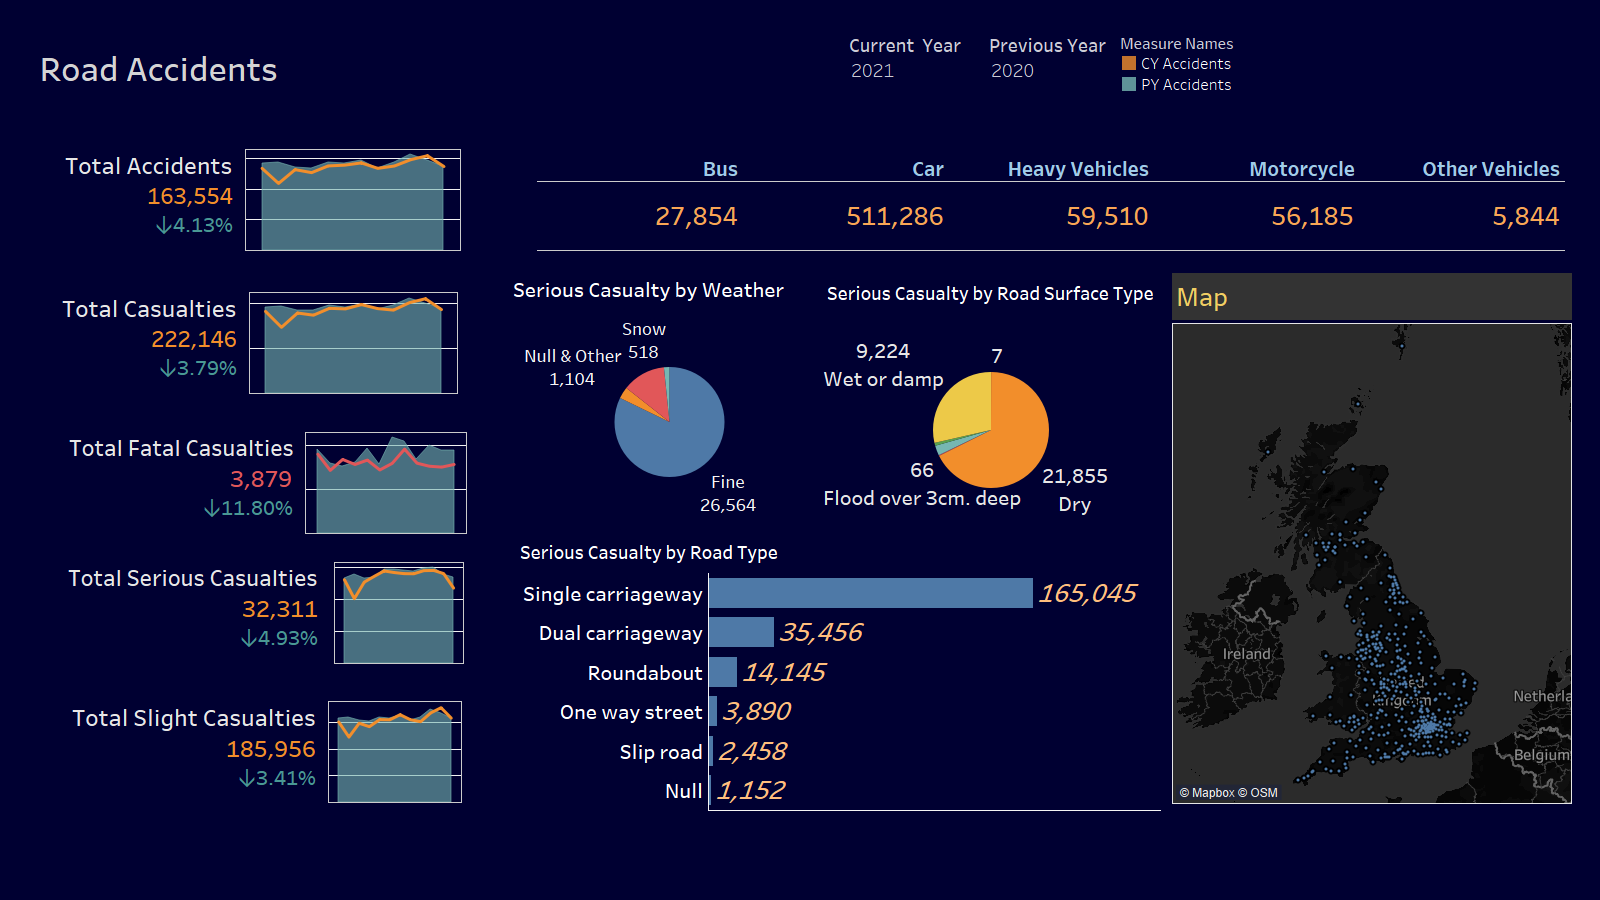 Road Accidents
Current  Year
2021
Previous Year
2020
Measure Names
CY Accidents
PY Accidents
Total Accidents
163,554
↓4.13%
Total Casualties
222,146
↓3.79%
Total Fatal Casualties
3,879
↓11.80%
Total Serious Casualties
32,311
↓4.93%
Total Slight Casualties
185,956
↓3.41%
Bus Car Heavy Vehicles Motorcycle Other Vehicles
27,854 511,286 59,510 56,185 5,844
Serious Casualty by Weather
Snow
518
Null & Other
1,104
Fine
26,564
Serious Casualty by Road Surface Type
9,224
Wet or damp
7
66
Flood over 3cm. deep
21,855
Dry
Serious Casualty by Road Type
Single carriageway 165,045
Dual carriageway 35,456
Roundabout 14,145
One way street 3,890
Slip road 2,458
Null 1,152
Map
Ireland
Netherla
Belgium
© Mapbox © OSM